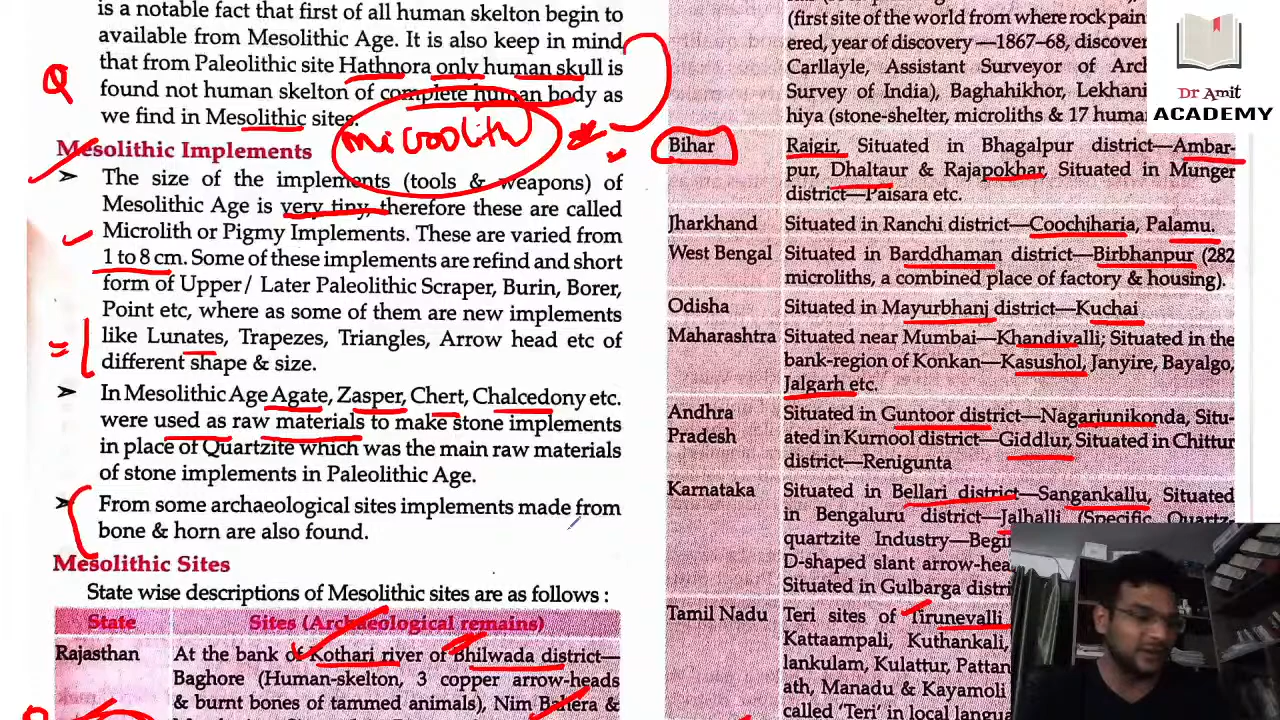 is a notable fact that first of all human skelton begin to
available from Mesolithic Age. It is also keep in mind
that from Paleolithic site Hathnora only human skull is
found not human skelton of complete human body as
we find in Mesolithic sites.
Q
microolith
Mesolithic Implements
The size of the implements (tools & weapons) of
Mesolithic Age is very tiny, therefore these are called
Microlith or Pigmy Implements. These are varied from
1 to 8 cm. Some of these implements are refind and short
form of Upper/ Later Paleolithic Scraper, Burin, Borer,
Point etc, where as some of them are new implements
like Lunates, Trapezes, Triangles, Arrow head etc of
different shape & size.
In Mesolithic Age Agate, Zasper, Chert, Chalcedony etc.
were used as raw materials to make stone implements
in place of Quartzite which was the main raw materials
of stone implements in Paleolithic Age.
From some archaeological sites implements made from
bone & horn are also found.
Mesolithic Sites
State wise descriptions of Mesolithic sites are as follows :
State Sites (Archaeological remains)
Rajasthan At the bank of Kothari river of Bhilwada district—
Baghore (Human-skelton, 3 copper arrow-heads
& burnt bones of tammed animals), Nim Bahera &
(first site of the world from where rock pain
ered, year of discovery —1867–68, discover
Carllayle, Assistant Surveyor of Arch
Survey of India), Baghahikhor, Lekhani
hiya (stone-shelter, microliths & 17 huma
Bihar Rajgir, Situated in Bhagalpur district—Ambar-
pur, Dhaltaur & Rajapokhar, Situated in Munger
district—Paisara etc.
Jharkhand Situated in Ranchi district—Coochjharia, Palamu.
West Bengal Situated in Barddhaman district—Birbhanpur (282
microliths, a combined place of factory & housing).
Odisha Situated in Mayurbhanj district—Kuchai
Maharashtra Situated near Mumbai—Khandivalli; Situated in the
bank-region of Konkan—Kasushol, Janyire, Bayalgo,
Jalgarh etc.
Andhra Situated in Guntoor district—Nagarjunikonda, Situ-
Pradesh ated in Kurnool district—Giddlur, Situated in Chittur
district—Renigunta
Karnataka Situated in Bellari district—Sangankallu, Situated
in Bengaluru district—Jalhalli (Specific Quartz-
quartzite Industry—Begi
D-shaped slant arrow-hea
Situated in Gulbarga distri
Tamil Nadu Teri sites of Tirunevalli
Kattaampali, Kuthankali,
lankulam, Kulattur, Pattan
ath, Manadu & Kayamoli
called 'Teri' in local langua
Dr Amit
ACADEMY